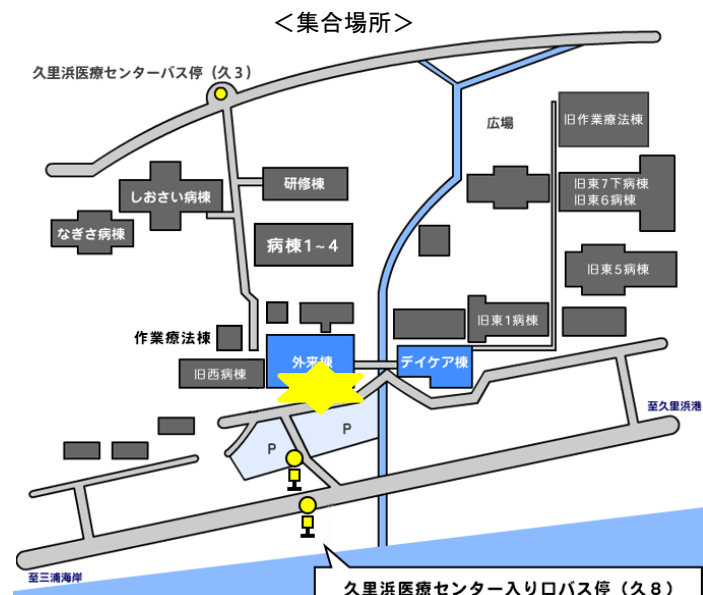 ＜集合場所＞
久里浜医療センターバス停（久３）
広場
旧作業療法棟
研修棟
しおさい病棟
旧東７下病棟
旧東６病棟
なぎさ病棟
病棟1～4
旧東５病棟
旧東１病棟
作業療法棟
外来棟
デイケア棟
旧西病棟
至久里浜港
P
P
至三浦海岸
久里浜医療センター入り口バス停（久８）